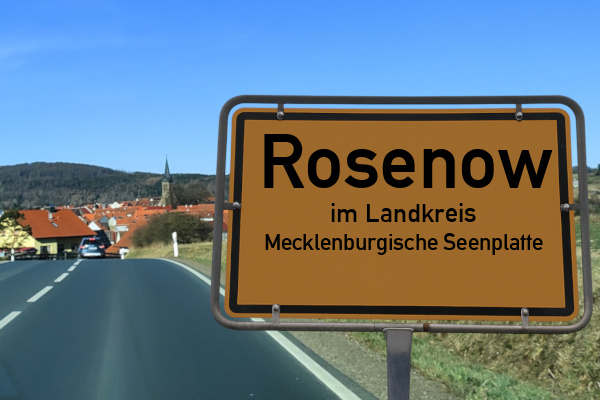 Rosenow
im Landkreis
Mecklenburgische Seenplatte